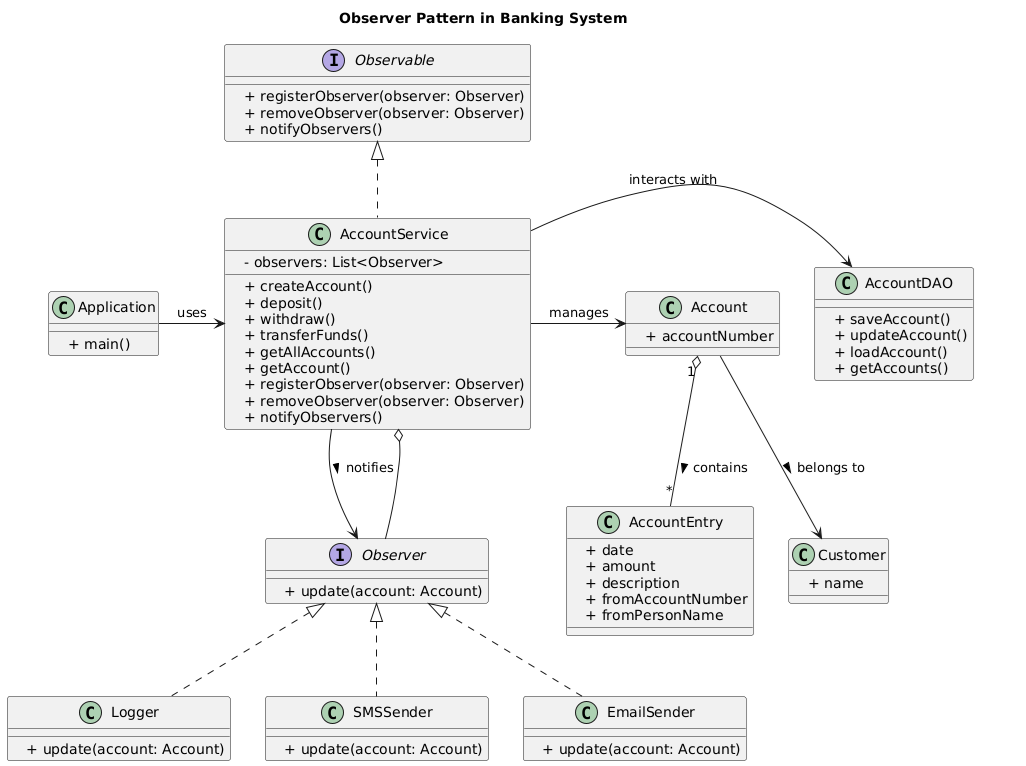 Observer Pattern in Banking System
I Observable
+ registerObserver(observer: Observer)
+ removeObserver(observer: Observer)
+ notifyObservers()
interacts with
C AccountService
- observers: List<Observer>
+ createAccount()
+ deposit()
+ withdraw()
+ transferFunds()
+ getAllAccounts()
+ getAccount()
+ registerObserver(observer: Observer)
+ removeObserver(observer: Observer)
+ notifyObservers()
C Application
+ main()
uses
manages
C Account
+ accountNumber
C AccountDAO
+ saveAccount()
+ updateAccount()
+ loadAccount()
+ getAccounts()
1
notifies
contains
belongs to
*
I Observer
+ update(account: Account)
C AccountEntry
+ date
+ amount
+ description
+ fromAccountNumber
+ fromPersonName
C Customer
+ name
C Logger
+ update(account: Account)
C SMSSender
+ update(account: Account)
C EmailSender
+ update(account: Account)